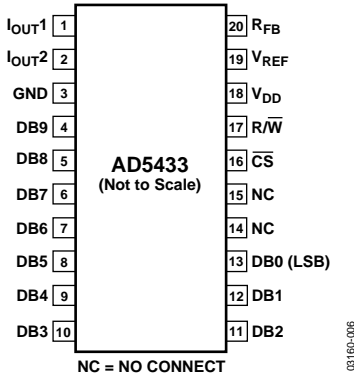 IOUT1 1
IOUT2 2
GND 3
DB9 4
DB8 5
DB7 6
DB6 7
DB5 8
DB4 9
DB3 10
AD5433
(Not to Scale)
20 RFB
19 VREF
18 VDD
17 R/W̅
16 C̅S̅
15 NC
14 NC
13 DB0 (LSB)
12 DB1
11 DB2
NC = NO CONNECT
03160-006